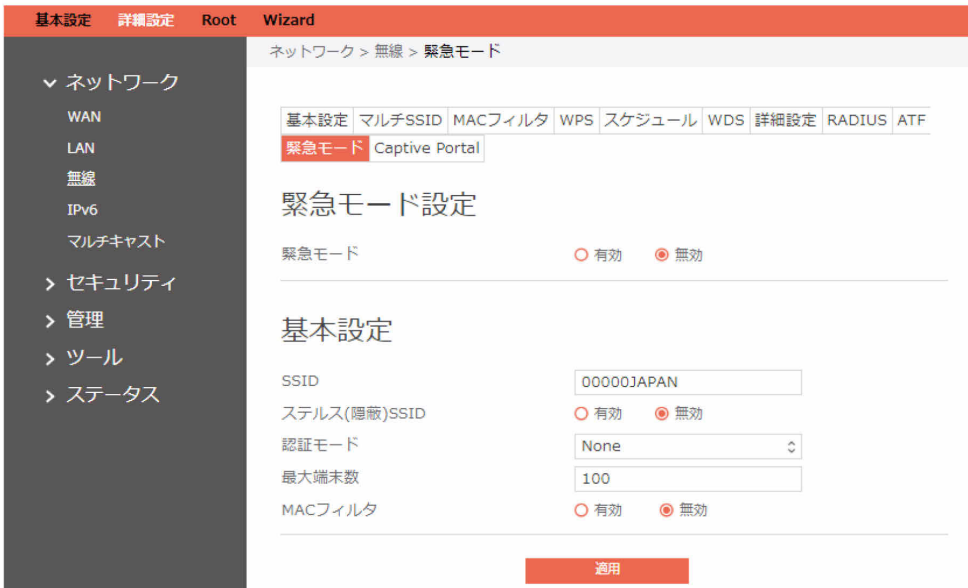 基本設定 詳細設定 Root Wizard
ネットワーク > 無線 > 緊急モード
ネットワーク
WAN
LAN
無線
IPv6
マルチキャスト
セキュリティ
管理
ツール
ステータス
基本設定 マルチSSID MACフィルタ WPS スケジュール WDS 詳細設定 RADIUS ATF
緊急モード Captive Portal
緊急モード設定
緊急モード 有効 無効
基本設定
SSID 00000JAPAN
ステルス(隠蔽)SSID 有効 無効
認証モード None
最大端末数 100
MACフィルタ 有効 無効
適用